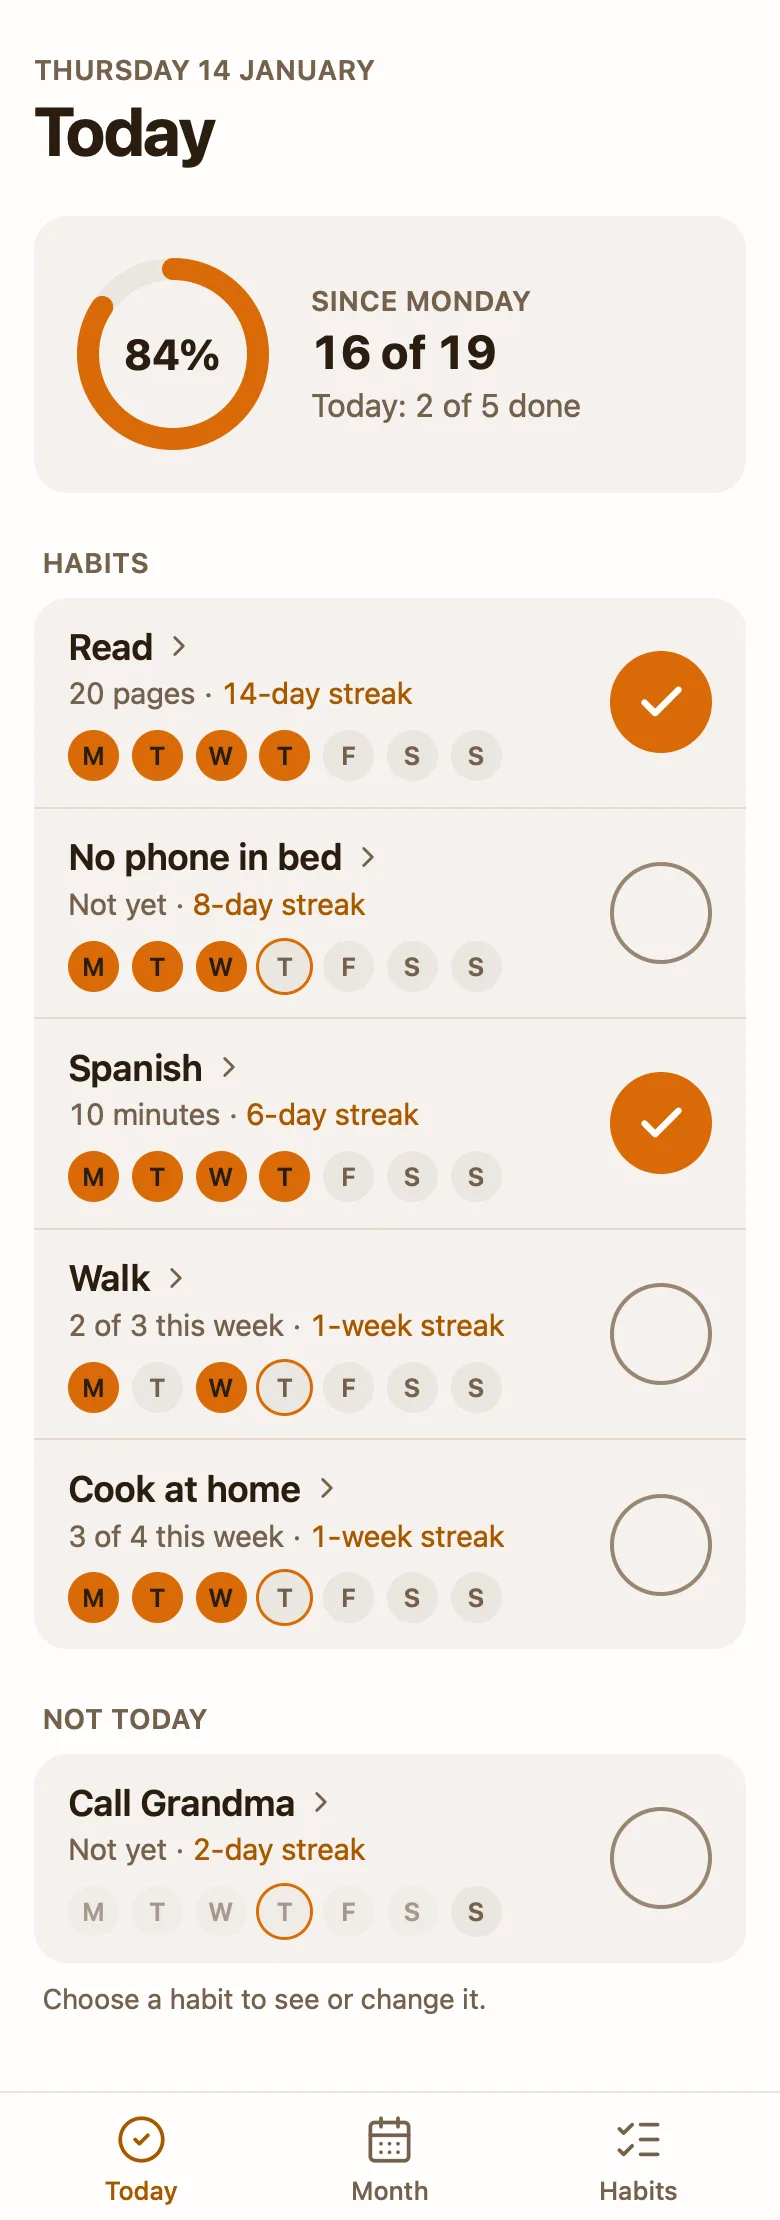 THURSDAY 14 JANUARY
Today
84%
SINCE MONDAY
16 of 19
Today: 2 of 5 done
HABITS
Read
20 pages · 14-day streak
M T W T F S S
No phone in bed
Not yet · 8-day streak
M T W T F S S
Spanish
10 minutes · 6-day streak
M T W T F S S
Walk
2 of 3 this week · 1-week streak
M T W T F S S
Cook at home
3 of 4 this week · 1-week streak
M T W T F S S
NOT TODAY
Call Grandma
Not yet · 2-day streak
M T W T F S S
Choose a habit to see or change it.
Today Month Habits